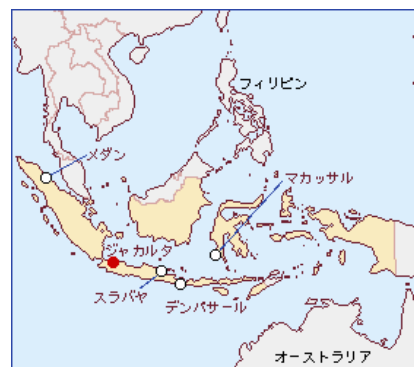 フィリピン
メダン
マカッサル
ジャカルタ
スラバヤ
デンパサール
オーストラリア